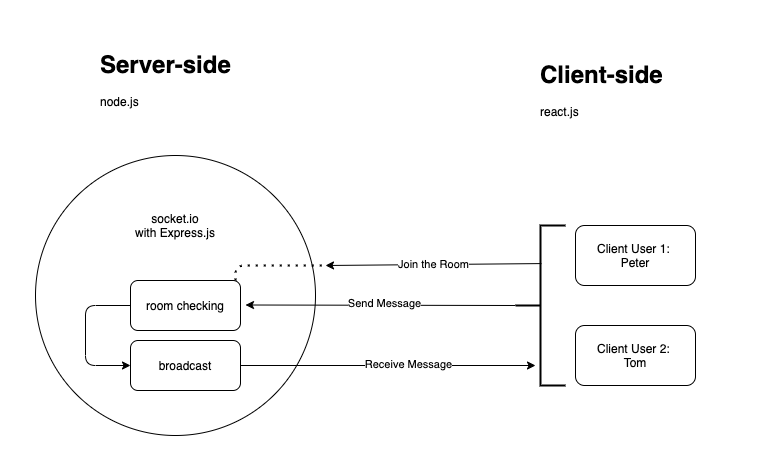 Server-side
node.js
Client-side
react.js
socket.io
with Express.js
Join the Room
room checking
Send Message
broadcast
Receive Message
Client User 1:
Peter
Client User 2:
Tom